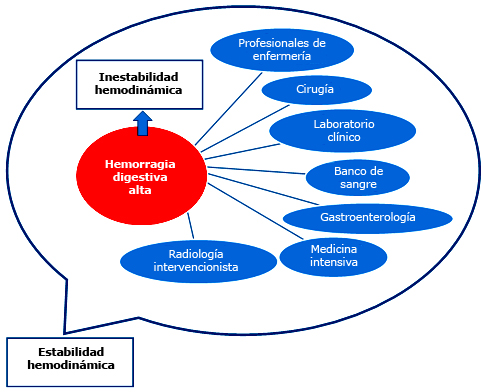 Profesionales de
enfermería
Inestabilidad
hemodinámica
Cirugía
Laboratorio
clínico
Hemorragia
digestiva
alta
Banco de
sangre
Gastroenterología
Medicina
intensiva
Radiología
intervencionista
Estabilidad
hemodinámica